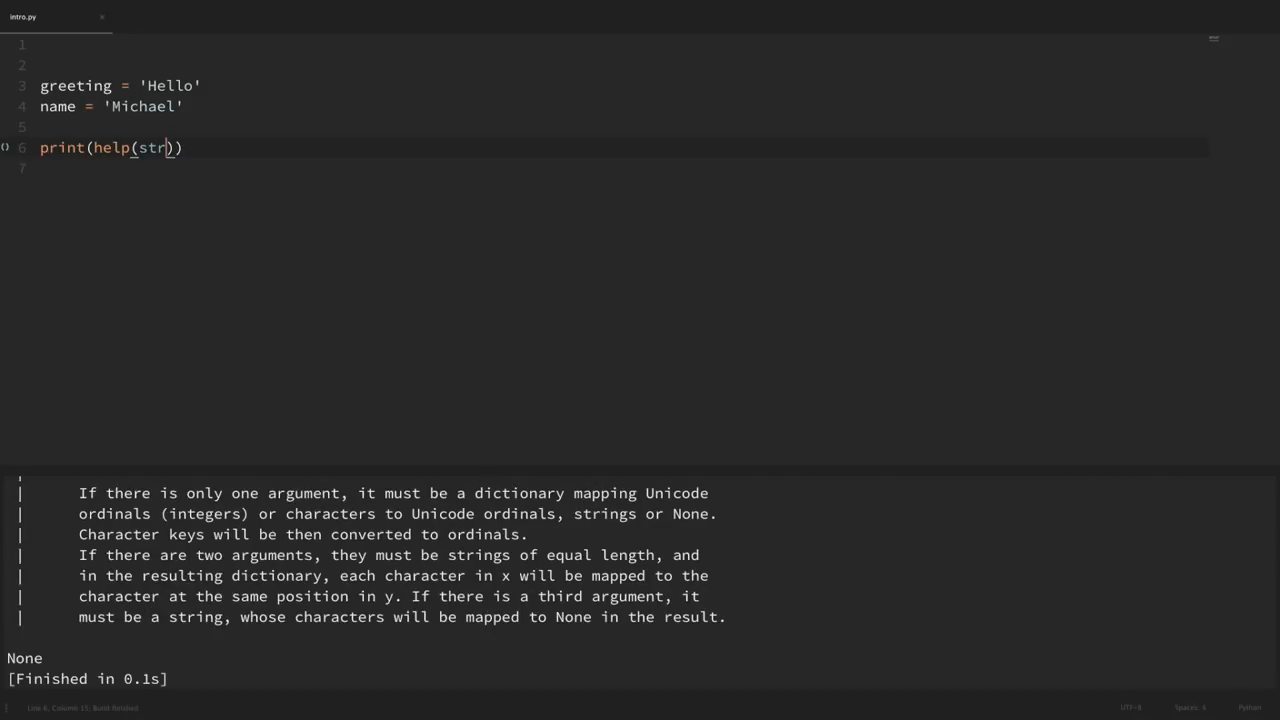 intro.py ×
1
2
3 greeting = 'Hello'
4 name = 'Michael'
5
() 6 print(help(str))
7
| If there is only one argument, it must be a dictionary mapping Unicode
| ordinals (integers) or characters to Unicode ordinals, strings or None.
| Character keys will be then converted to ordinals.
| If there are two arguments, they must be strings of equal length, and
| in the resulting dictionary, each character in x will be mapped to the
| character at the same position in y. If there is a third argument, it
| must be a string, whose characters will be mapped to None in the result.
None
[Finished in 0.1s]
Line 6, Column 15; Build finished UTF-8 Spaces: 4 Python